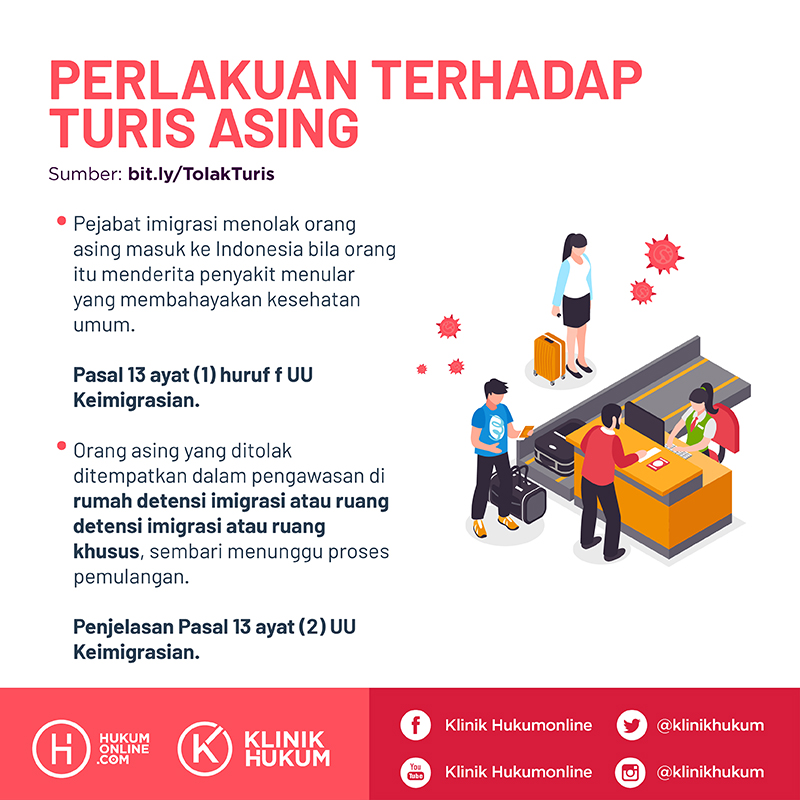 PERLAKUAN TERHADAP
TURIS ASING
Sumber: bit.ly/TolakTuris
Pejabat imigrasi menolak orang
asing masuk ke Indonesia bila orang
itu menderita penyakit menular
yang membahayakan kesehatan
umum.
Pasal 13 ayat (1) huruf f UU
Keimigrasian.
Orang asing yang ditolak
ditempatkan dalam pengawasan di
rumah detensi imigrasi atau ruang
detensi imigrasi atau ruang
khusus, sembari menunggu proses
pemulangan.
Penjelasan Pasal 13 ayat (2) UU
Keimigrasian.
H HUKUM
ONLINE
.COM
K KLINIK
HUKUM
f Klinik Hukumonline
@klinikhukum
You Tube Klinik Hukumonline
@klinikhukum